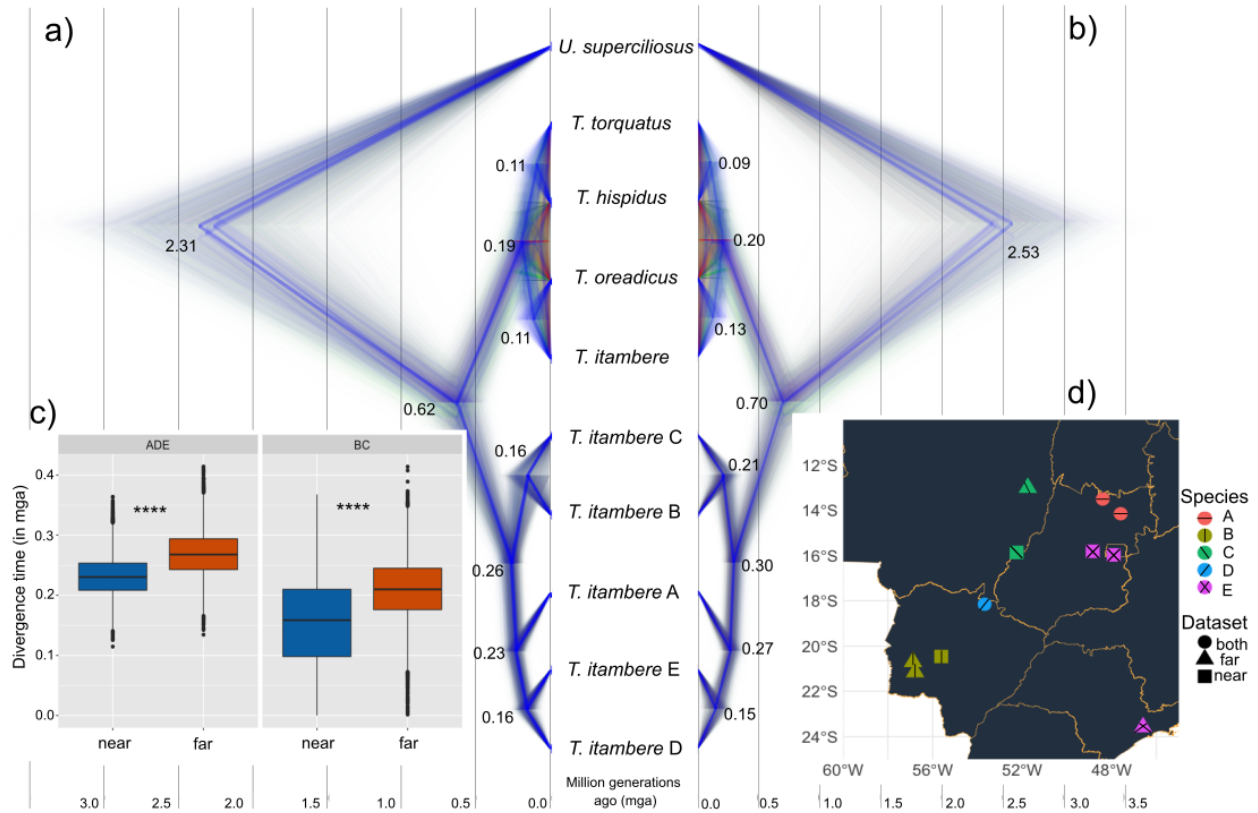 a)
b)
U. superciliosus
T. torquatus
T. hispidus
T. oreadicus
T. itambere
T. itambere C
T. itambere B
T. itambere A
T. itambere E
T. itambere D
Million generations
ago (mga)
2.31
0.11
0.19
0.11
0.62
0.16
0.26
0.23
0.16
0.09
0.20
2.53
0.13
0.70
0.21
0.30
0.27
0.15
3.0 2.5 2.0 1.5 1.0 0.5 0.0
0.0 0.5 1.0 1.5 2.0 2.5 3.0 3.5
c)
ADE BC
**** ****
Divergence time (in mga)
0.4
0.3
0.2
0.1
0.0
near far near far
d)
12°S
14°S
16°S
18°S
20°S
22°S
24°S
60°W 56°W 52°W 48°W
Species
A
B
C
D
E
Dataset
both
far
near